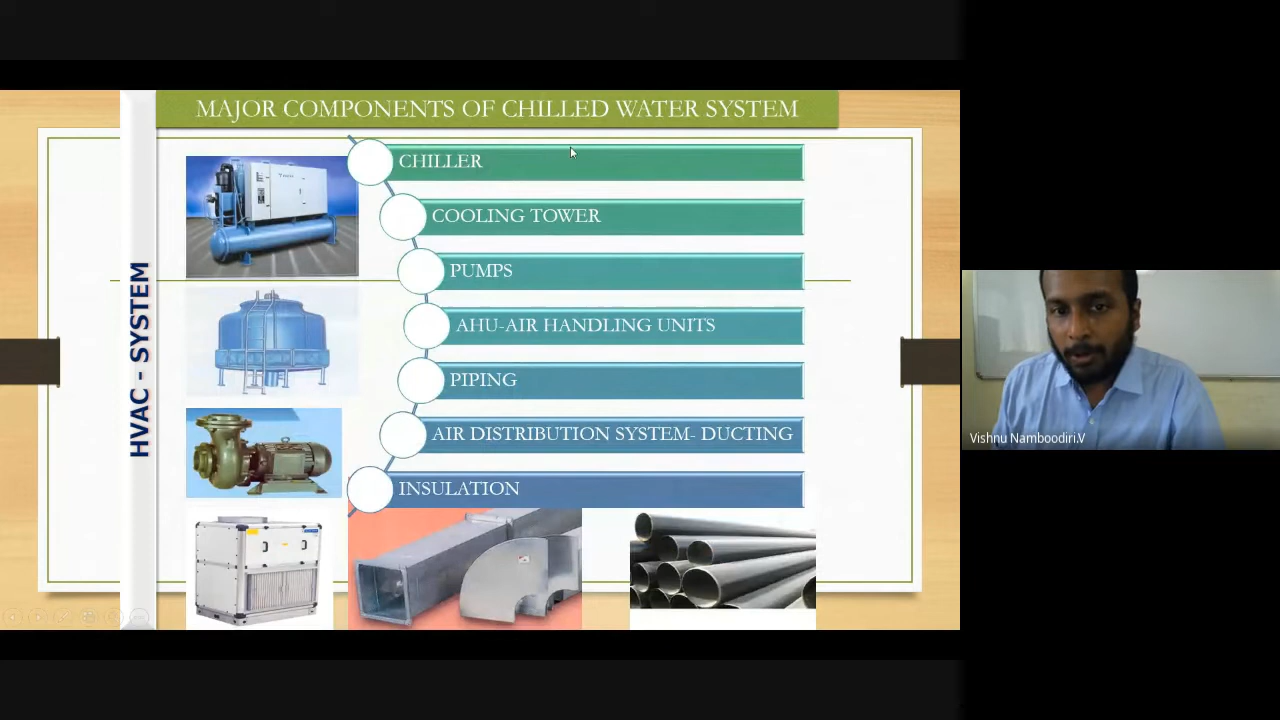 MAJOR COMPONENTS OF CHILLED WATER SYSTEM
HVAC - SYSTEM
CHILLER
COOLING TOWER
PUMPS
AHU-AIR HANDLING UNITS
PIPING
AIR DISTRIBUTION SYSTEM- DUCTING
INSULATION
Vishnu Namboodiri.V